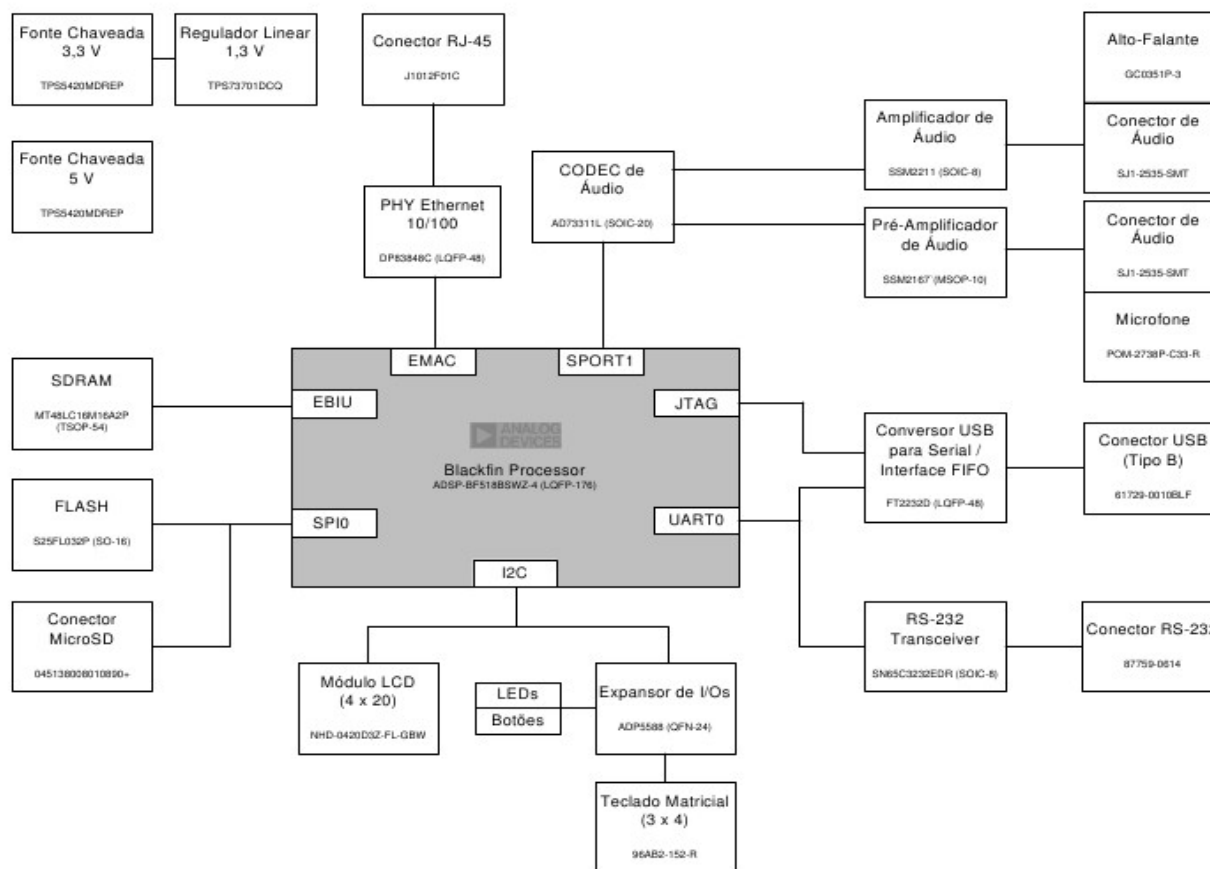 Fonte Chaveada
3,3 V
TPS5420MDREP
Regulador Linear
1,3 V
TPS73701DCQ
Conector RJ-45
J1012F01C
Alto-Falante
GC0351P-3
Fonte Chaveada
5 V
TPS5420MDREP
PHY Ethernet
10/100
DP83848C (LQFP-48)
CODEC de
Áudio
AD73311L (SOIC-20)
Amplificador de
Áudio
SSM2211 (SOIC-8)
Conector de
Áudio
SJ1-2535-SMT
Pré-Amplificador
de Áudio
SSM2167 (MSOP-10)
Conector de
Áudio
SJ1-2535-SMT
Microfone
POM-2738P-C33-R
SDRAM
MT48LC16M16A2P
(TSOP-54)
EMAC
SPORT1
EBIU
JTAG
ANALOG
DEVICES
Blackfin Processor
ADSP-BF518BSWZ-4 (LQFP-176)
SPI0
UART0
I2C
FLASH
S25FL032P (SO-16)
Conector
MicroSD
045138008010890+
Conversor USB
para Serial /
Interface FIFO
FT2232D (LQFP-48)
Conector USB
(Tipo B)
61729-0010BLF
RS-232
Transceiver
SN65C3232EDR (SOIC-8)
Conector RS-232
87759-0614
Módulo LCD
(4 x 20)
NHD-0420D3Z-FL-GBW
LEDs
Botões
Expansor de I/Os
ADP5588 (QFN-24)
Teclado Matricial
(3 x 4)
96AB2-152-R